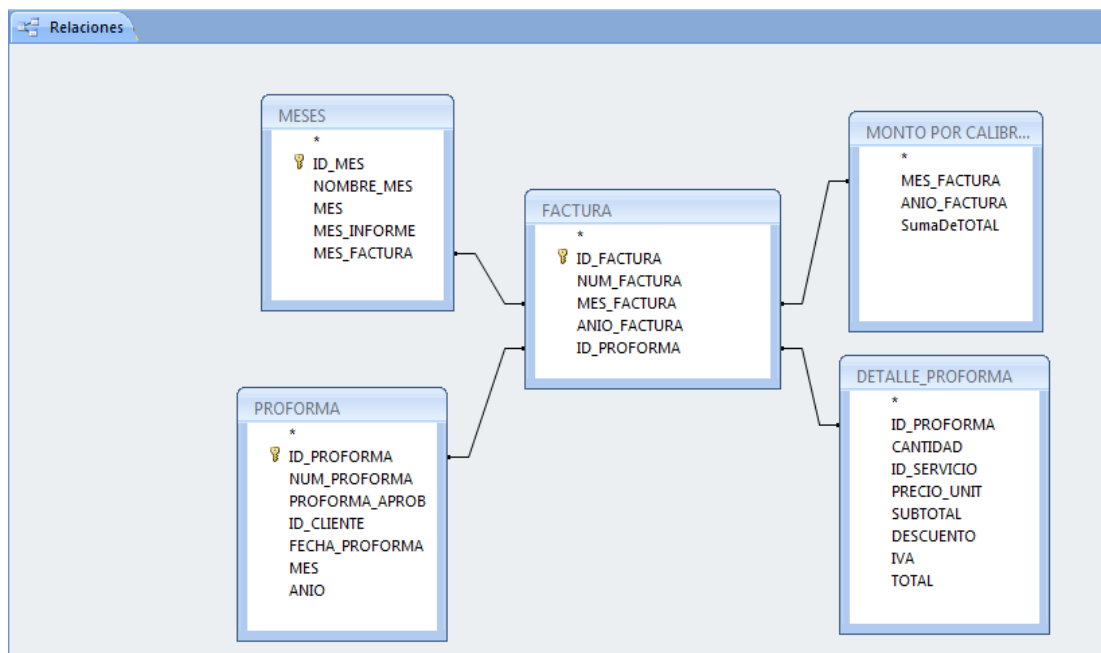 Relaciones
MESES
*
ID_MES
NOMBRE_MES
MES
MES_INFORME
MES_FACTURA
FACTURA
*
ID_FACTURA
NUM_FACTURA
MES_FACTURA
ANIO_FACTURA
ID_PROFORMA
MONTO POR CALIBR...
*
MES_FACTURA
ANIO_FACTURA
SumaDeTOTAL
PROFORMA
*
ID_PROFORMA
NUM_PROFORMA
PROFORMA_APROB
ID_CLIENTE
FECHA_PROFORMA
MES
ANIO
DETALLE_PROFORMA
*
ID_PROFORMA
CANTIDAD
ID_SERVICIO
PRECIO_UNIT
SUBTOTAL
DESCUENTO
IVA
TOTAL